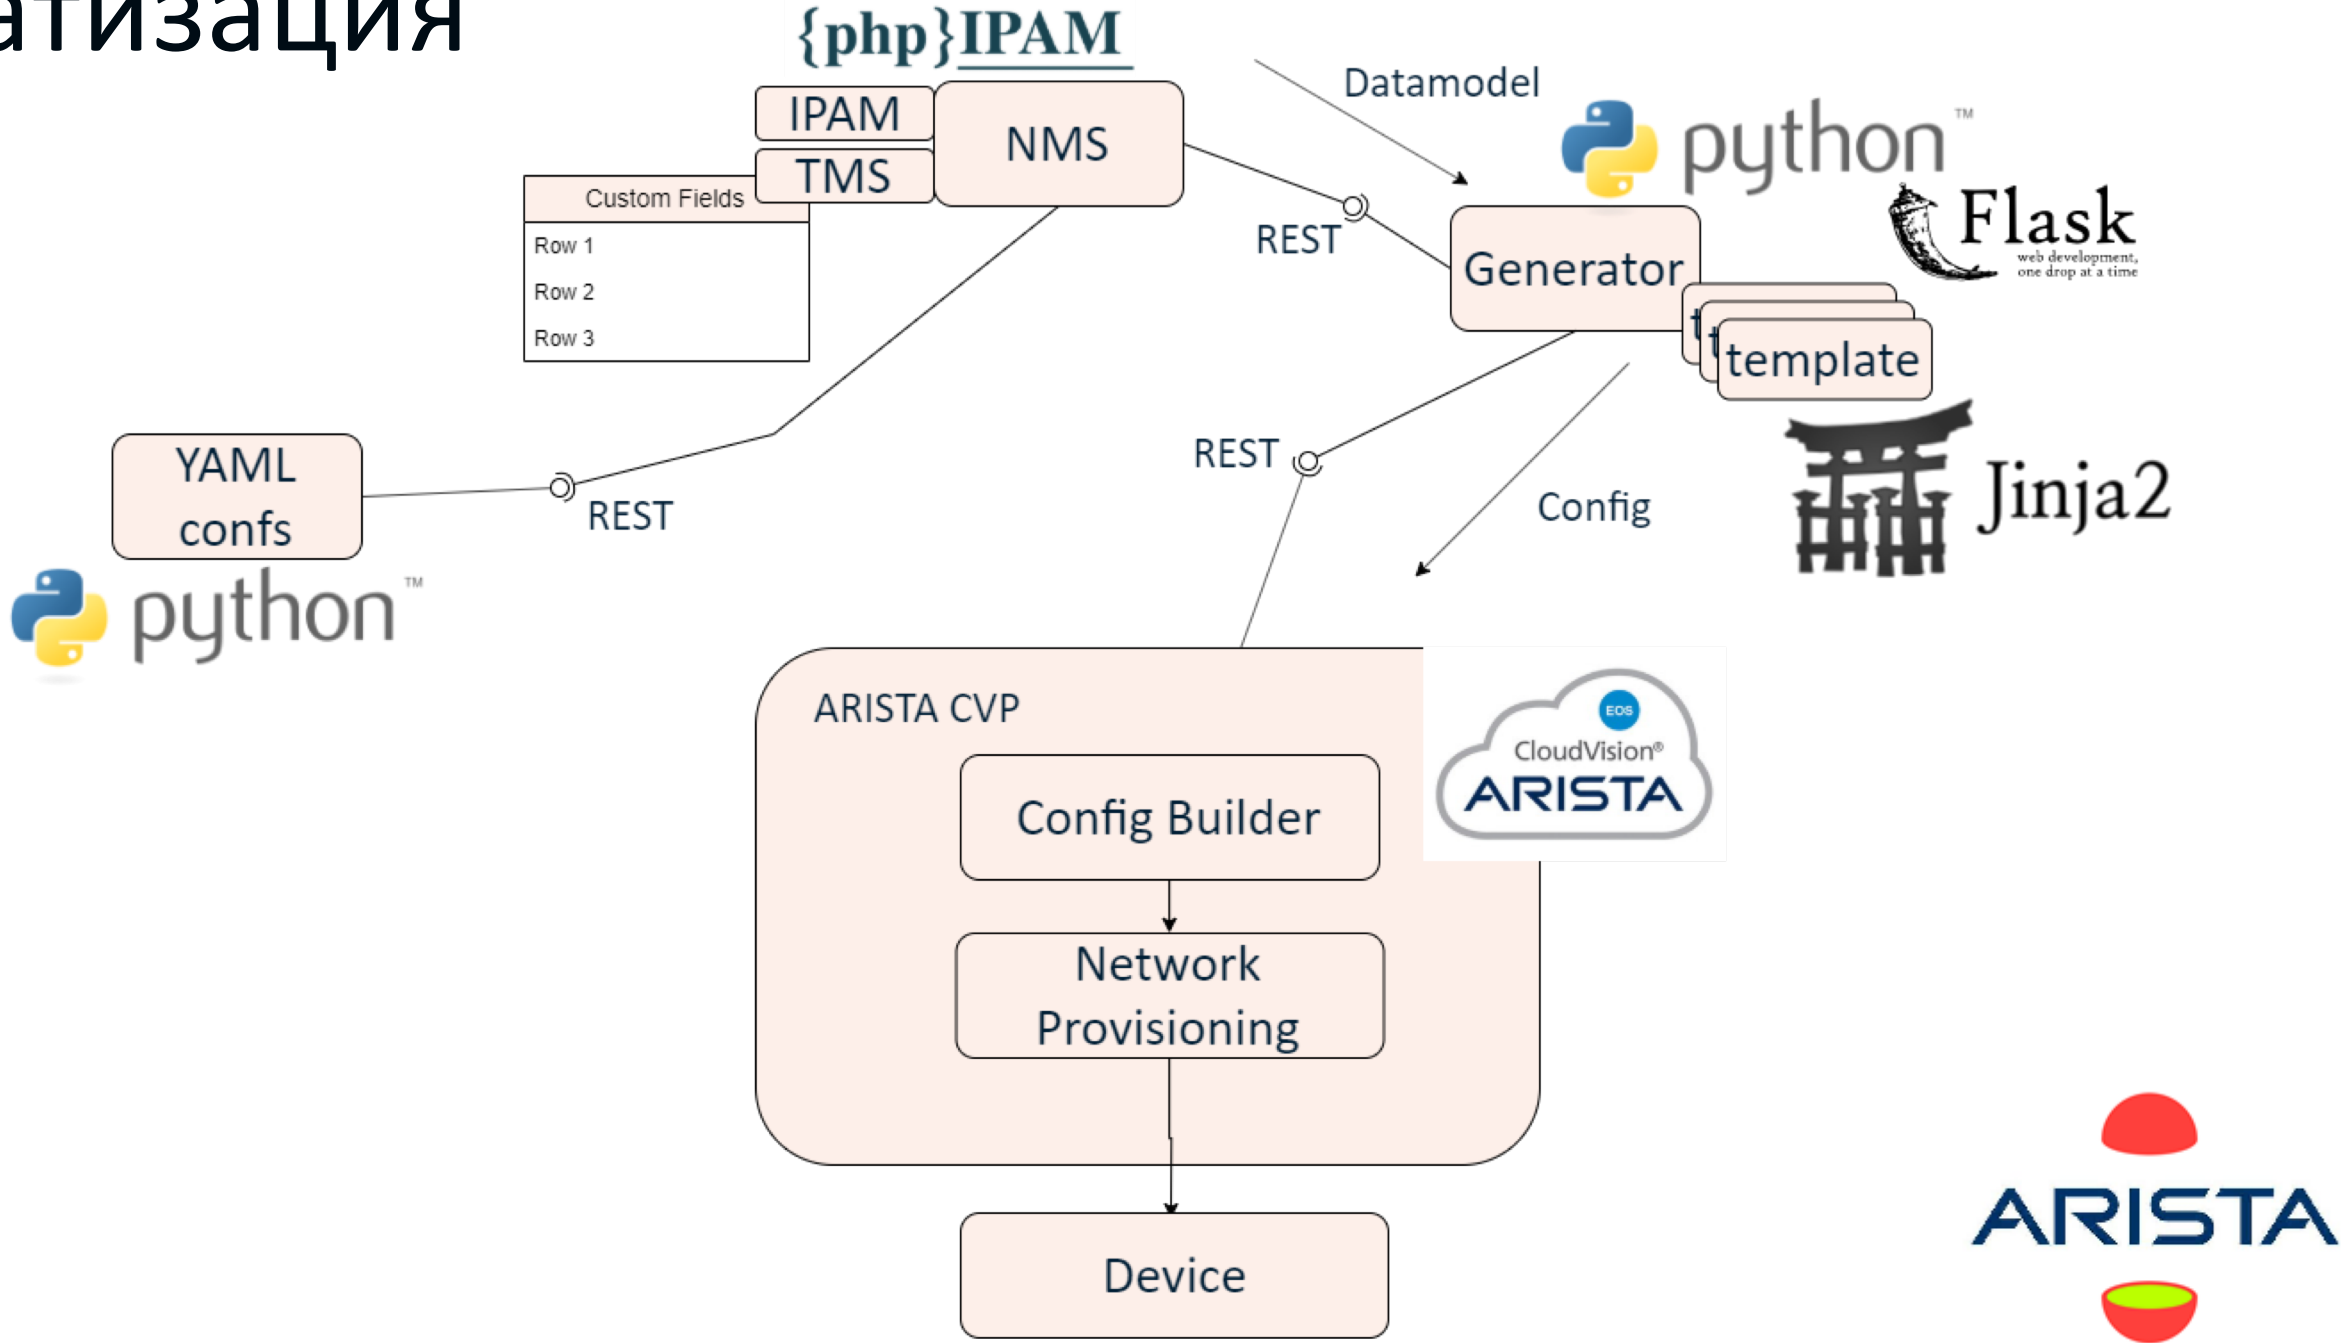 атизация
{php}IPAM
IPAM
TMS
NMS
Custom Fields
Row 1
Row 2
Row 3
Datamodel
python™
Flask
web development,
one drop at a time
REST
Generator
t
t
template
Jinja2
YAML
confs
REST
python™
REST
Config
ARISTA CVP
EOS
CloudVision®
ARISTA
Config Builder
Network
Provisioning
Device
ARISTA